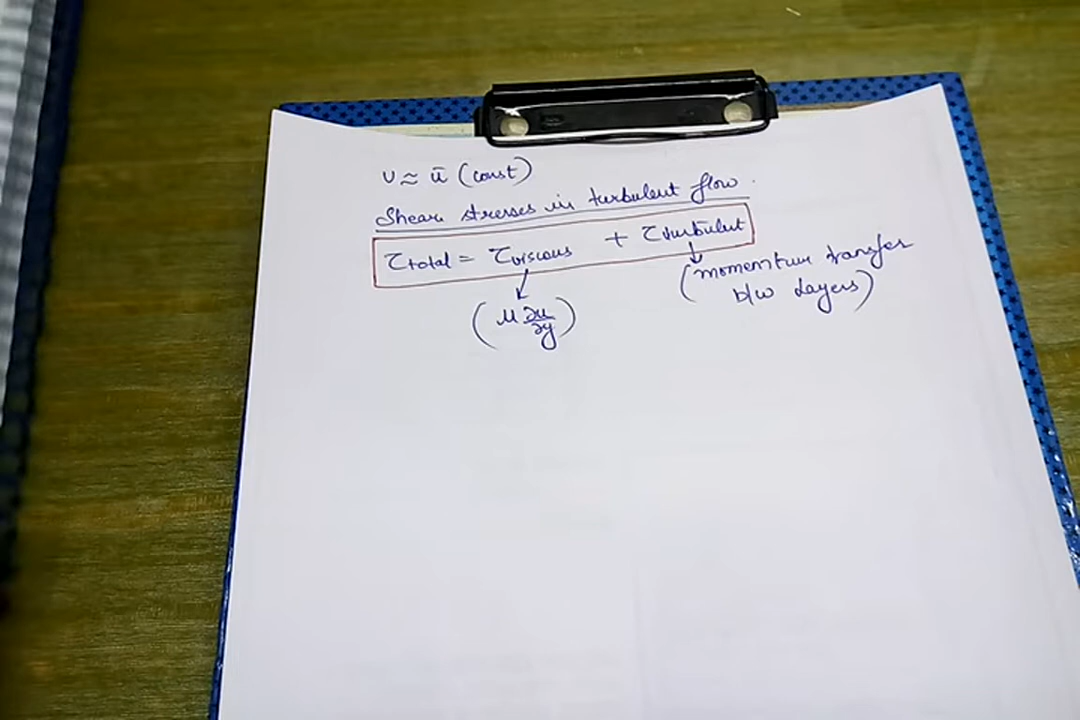 U ≈ ū (const)
Shear stresses in turbulent flow.
τtotal = τviscous + τturbulent
(momentum transfer
b/w layers)
(μ ∂u/∂y)